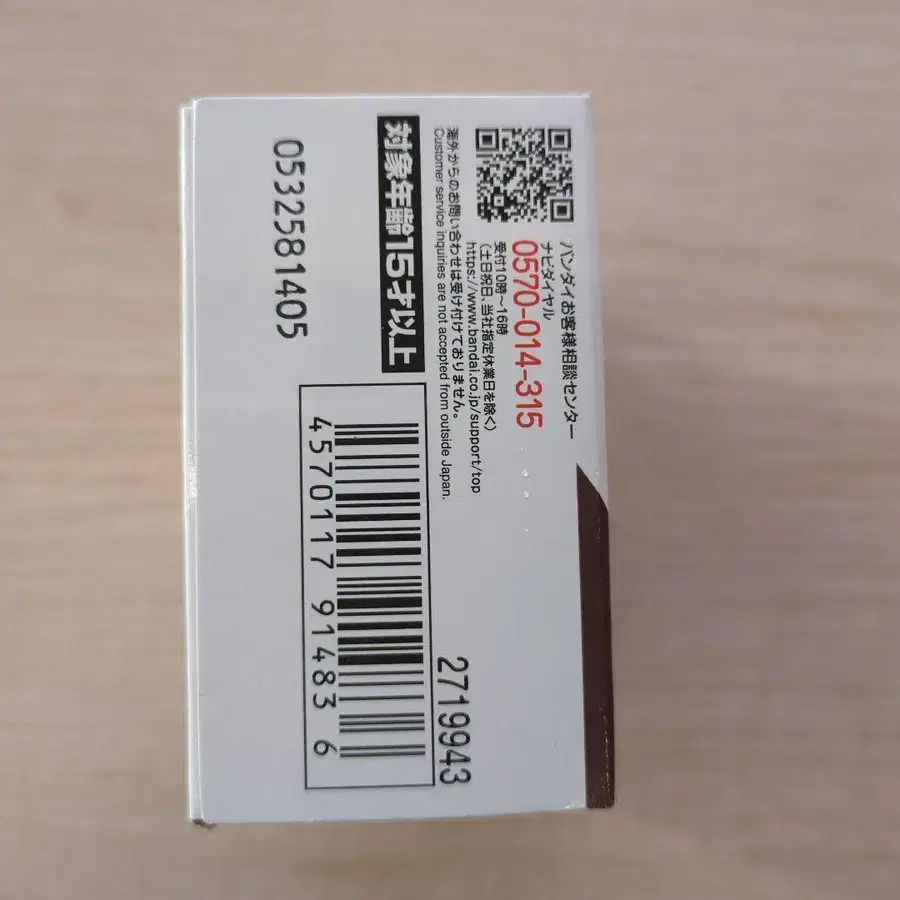 バンダイお客様相談センター
ナビダイヤル
0570-014-315
受付10時～16時
(土日祝日、当社指定休業日を除く)
https://www.bandai.co.jp/support/top
海外からのお問い合わせは受け付けておりません。
Customer service inquiries are not accepted from outside Japan.
対象年齢15才以上
0532581405
2719943
4570117 91483 6